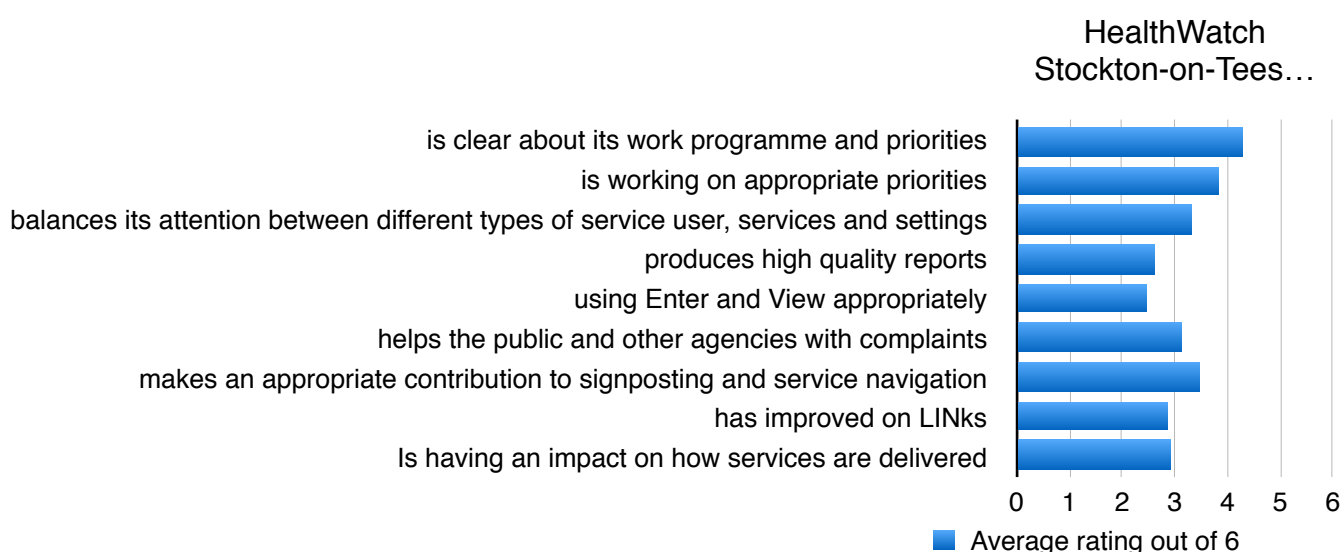 HealthWatch
Stockton-on-Tees…
is clear about its work programme and priorities
is working on appropriate priorities
balances its attention between different types of service user, services and settings
produces high quality reports
using Enter and View appropriately
helps the public and other agencies with complaints
makes an appropriate contribution to signposting and service navigation
has improved on LINks
Is having an impact on how services are delivered
0 1 2 3 4 5 6
Average rating out of 6